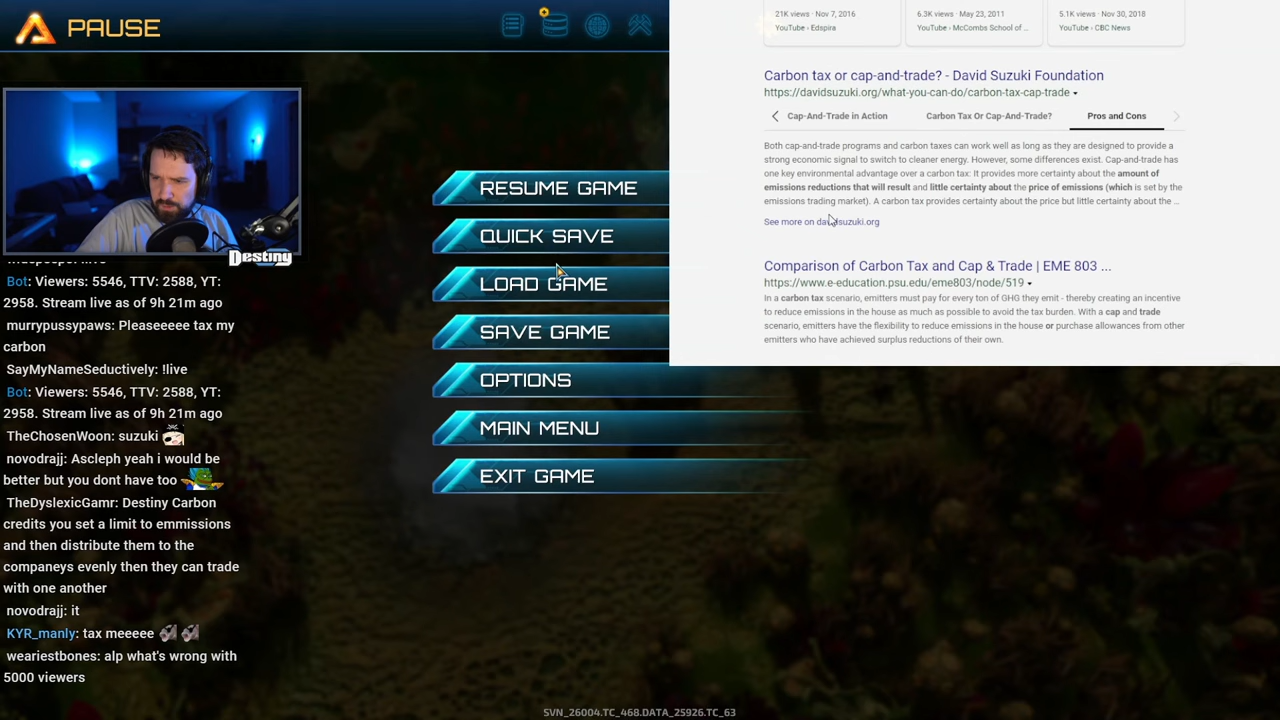 PAUSE
Destiny
Bot: Viewers: 5546, TTV: 2588, YT:
2958. Stream live as of 9h 21m ago
murrypussypaws: Pleaseeeee tax my
carbon
SayMyNameSeductively: !live
Bot: Viewers: 5546, TTV: 2588, YT:
2958. Stream live as of 9h 21m ago
TheChosenWoon: suzuki
novodrajj: Ascleph yeah i would be
better but you dont have too
TheDyslexicGamr: Destiny Carbon
credits you set a limit to emmissions
and then distribute them to the
companeys evenly then they can trade
with one another
novodrajj: it
KYR_manly: tax meeeee
weariestbones: alp what's wrong with
5000 viewers
RESUME GAME
QUICK SAVE
LOAD GAME
SAVE GAME
OPTIONS
MAIN MENU
EXIT GAME
21K views · Nov 7, 2016
YouTube › Edspira
6.3K views · May 23, 2011
YouTube › McCombs School of ...
5.1K views · Nov 30, 2018
YouTube › CBC News
Carbon tax or cap-and-trade? - David Suzuki Foundation
https://davidsuzuki.org/what-you-can-do/carbon-tax-cap-trade
Cap-And-Trade in Action
Carbon Tax Or Cap-And-Trade?
Pros and Cons
Both cap-and-trade programs and carbon taxes can work well as long as they are designed to provide a
strong economic signal to switch to cleaner energy. However, some differences exist. Cap-and-trade has
one key environmental advantage over a carbon tax: It provides more certainty about the amount of
emissions reductions that will result and little certainty about the price of emissions (which is set by the
emissions trading market). A carbon tax provides certainty about the price but little certainty about the ...
See more on davidsuzuki.org
Comparison of Carbon Tax and Cap & Trade | EME 803 ...
https://www.e-education.psu.edu/eme803/node/519
In a carbon tax scenario, emitters must pay for every ton of GHG they emit - thereby creating an incentive
to reduce emissions in the house as much as possible to avoid the tax burden. With a cap and trade
scenario, emitters have the flexibility to reduce emissions in the house or purchase allowances from other
emitters who have achieved surplus reductions of their own.
SVN_26004.TC_468.DATA_25926.TC_63